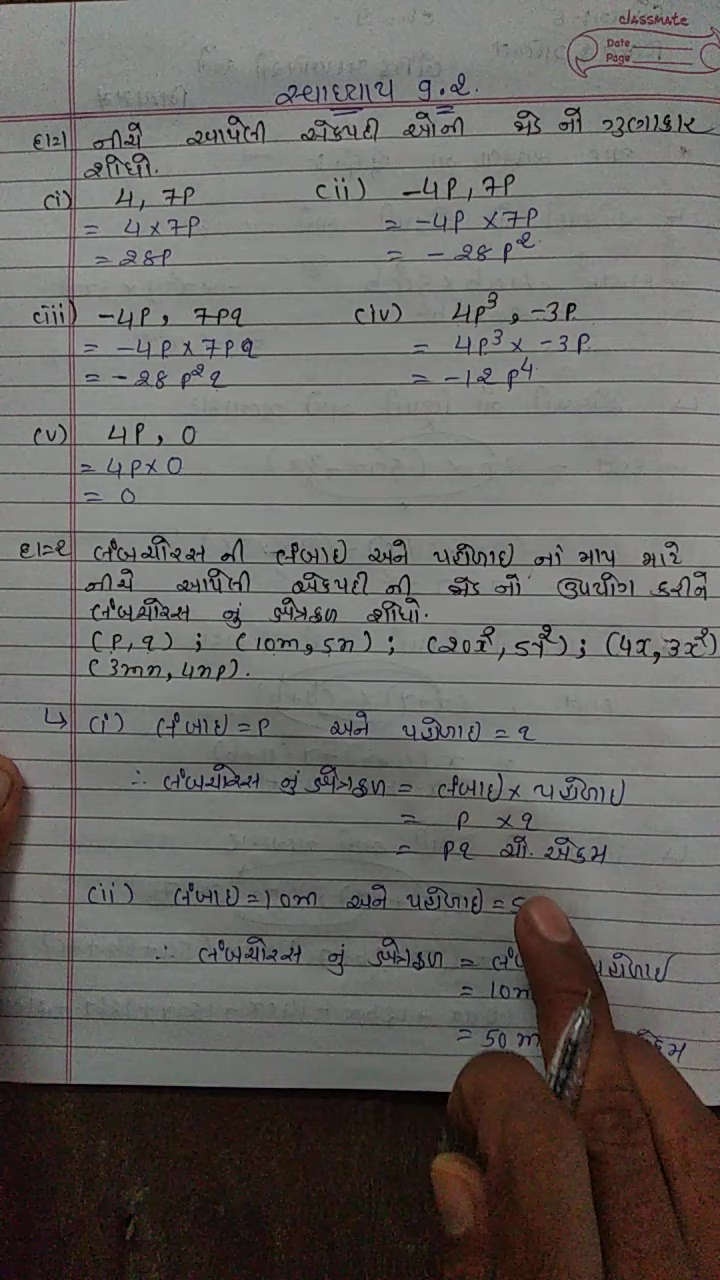 classmate
Date
Page
સ્વાધ્યાય 9.2.
દા=1 નીચે આપેલી એકપદી ઓની જોડ નો ગુણાકાર
શોધો.
(i) 4, 7P (ii) -4P, 7P
= 4 × 7P = -4P × 7P
= 28P = - 28 p²
(iii) -4P, 7Pq (iv) 4p³, -3P
= -4P × 7Pq = 4p³ × -3P
= - 28 p²q = -12 p⁴
(v) 4P, 0
= 4P × 0
= 0
દા=2 લંબચોરસ ની લંબાઇ અને પહોળાઇ નાં માપ માટે
નીચે આપેલી એકપદી ની જોડ નો ઉપયોગ કરીને
લંબચોરસ નું ક્ષેત્રફળ શોધો.
(P, q) ; (10m, 5n) ; (20x², 5y²) ; (4x, 3x²)
(3mn, 4np).
↳ (i) લંબાઇ = P અને પહોળાઇ = q
∴ લંબચોરસ નું ક્ષેત્રફળ = લંબાઇ × પહોળાઇ
= P × q
= Pq ચો. એકમ
(ii) લંબાઇ = 10m અને પહોળાઇ = 5
∴ લંબચોરસ નું ક્ષેત્રફળ = પહોળાઇ
= 10m
= 50 m